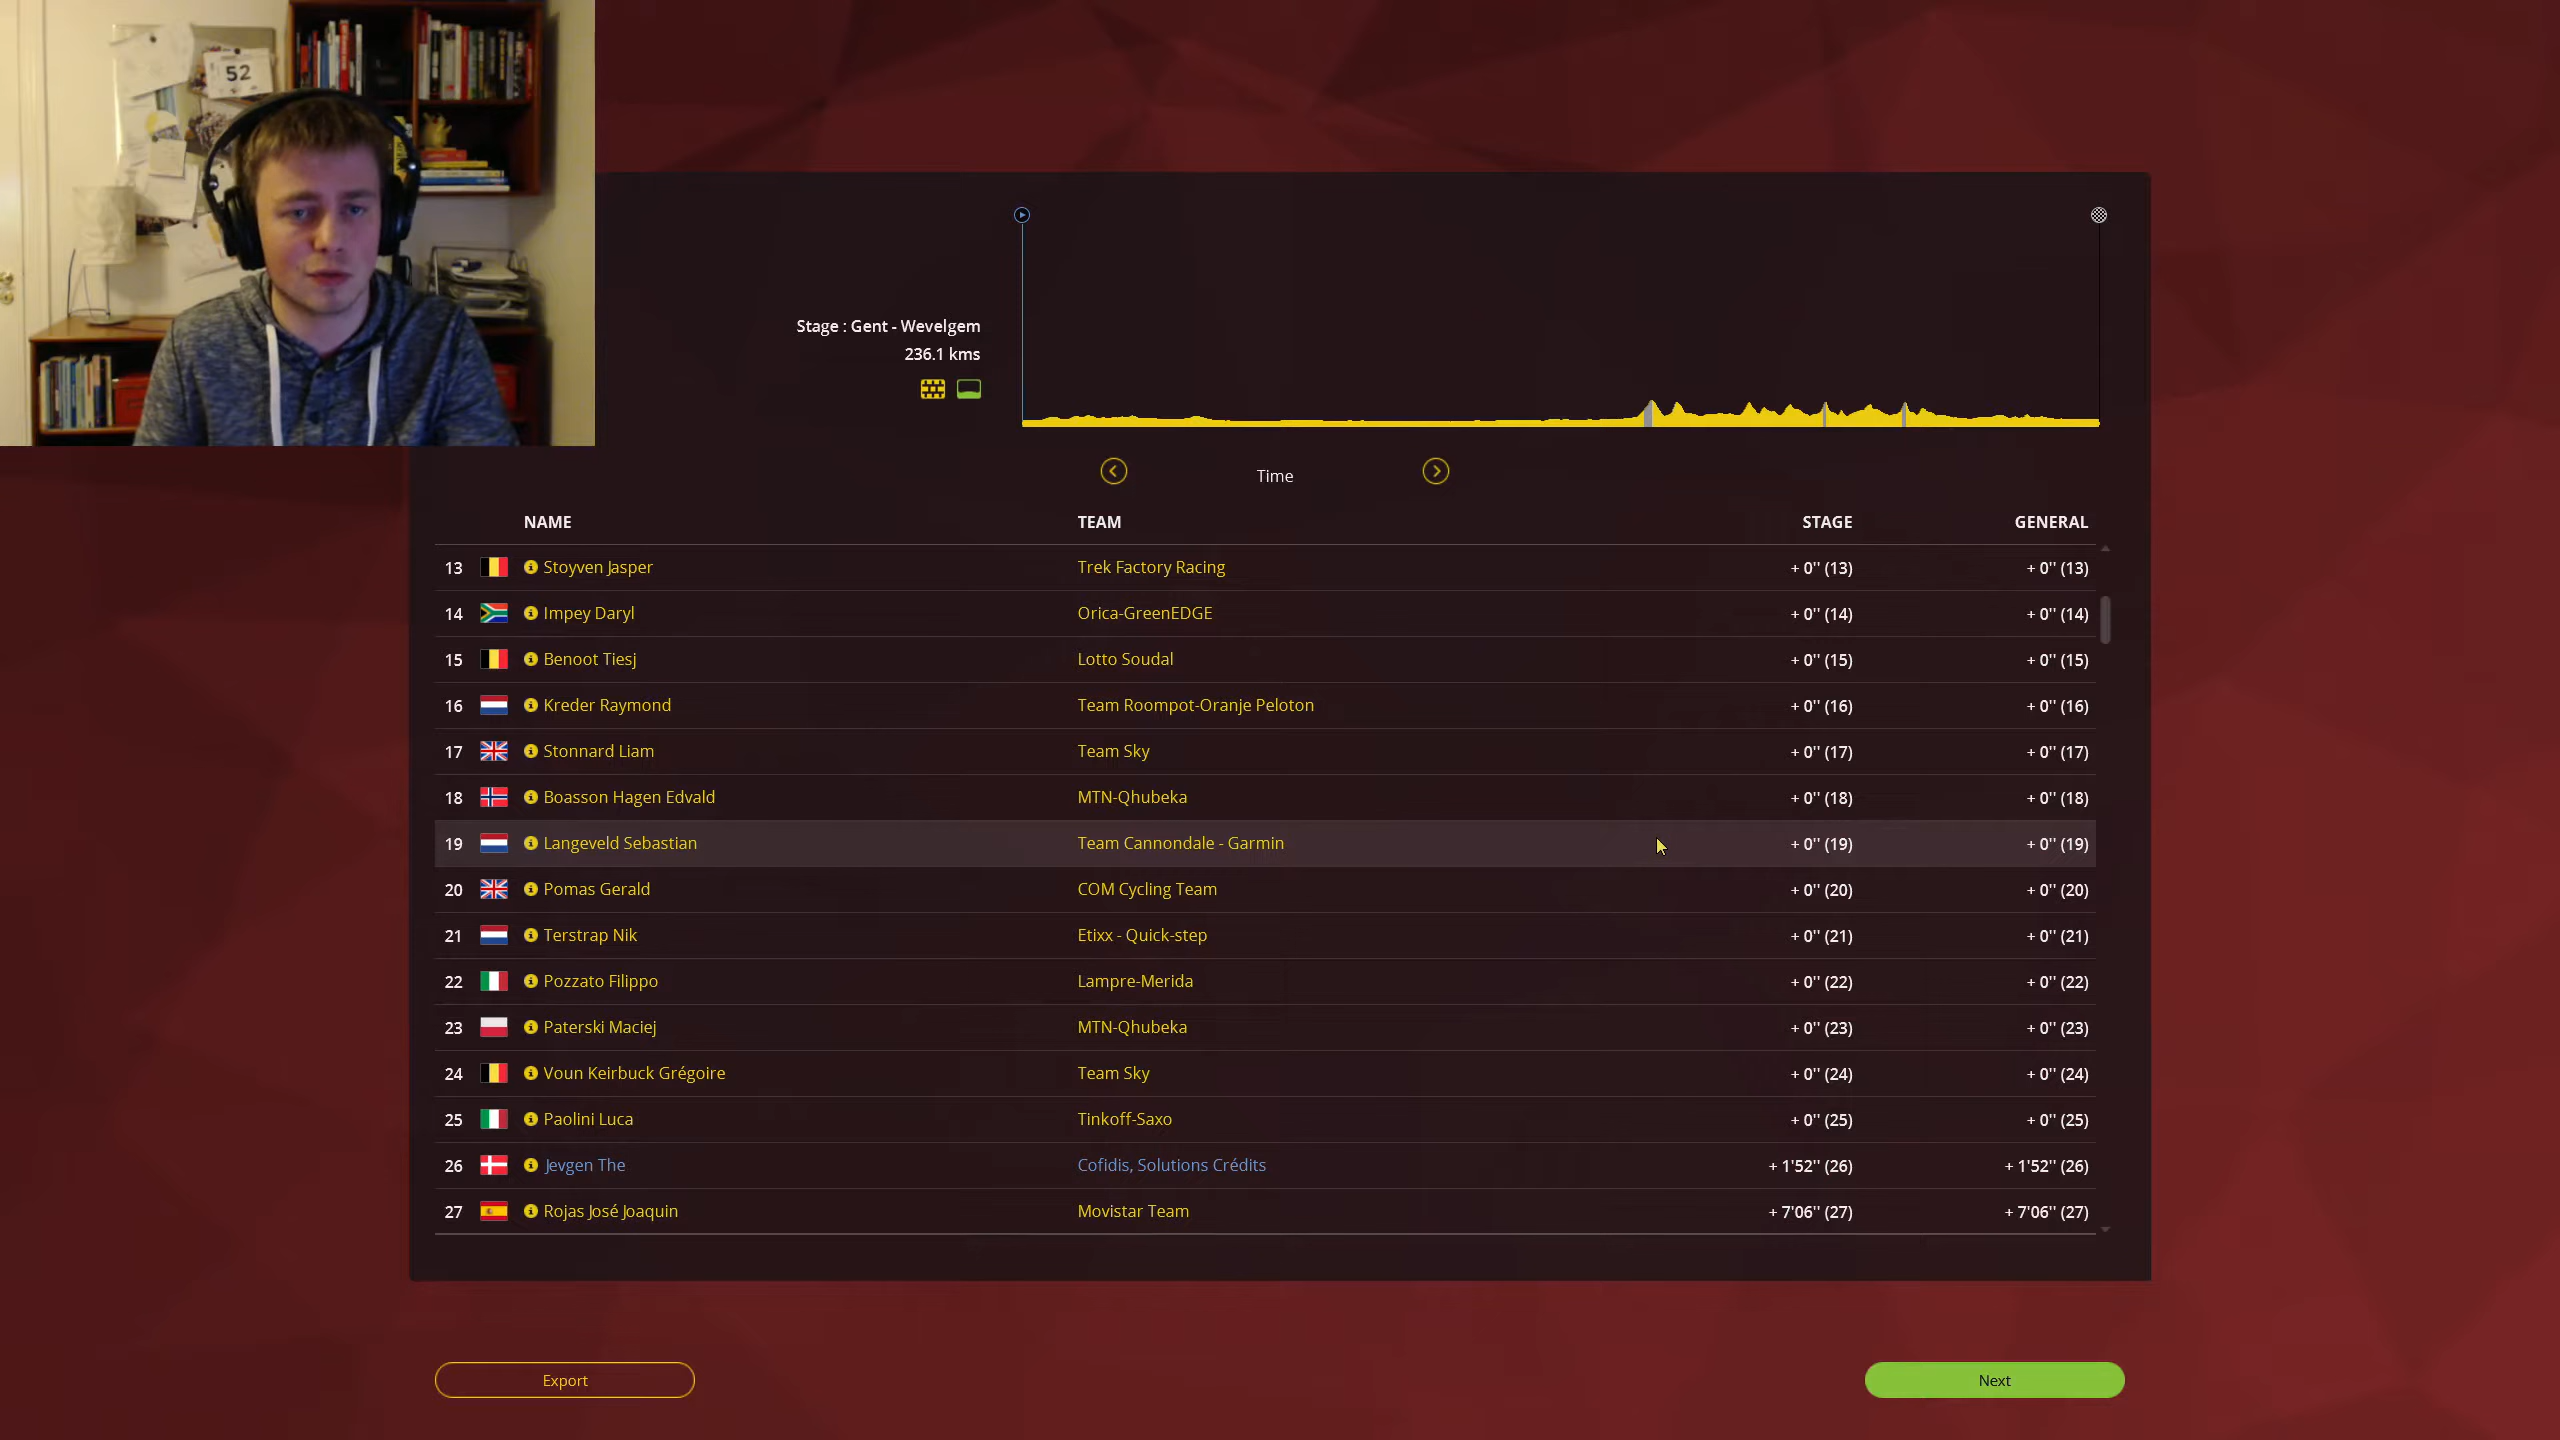 52
Stage : Gent - Wevelgem
236.1 kms
Time
NAME TEAM STAGE GENERAL
13 Stoyven Jasper Trek Factory Racing + 0'' (13) + 0'' (13)
14 Impey Daryl Orica-GreenEDGE + 0'' (14) + 0'' (14)
15 Benoot Tiesj Lotto Soudal + 0'' (15) + 0'' (15)
16 Kreder Raymond Team Roompot-Oranje Peloton + 0'' (16) + 0'' (16)
17 Stonnard Liam Team Sky + 0'' (17) + 0'' (17)
18 Boasson Hagen Edvald MTN-Qhubeka + 0'' (18) + 0'' (18)
19 Langeveld Sebastian Team Cannondale - Garmin + 0'' (19) + 0'' (19)
20 Pomas Gerald COM Cycling Team + 0'' (20) + 0'' (20)
21 Terstrap Nik Etixx - Quick-step + 0'' (21) + 0'' (21)
22 Pozzato Filippo Lampre-Merida + 0'' (22) + 0'' (22)
23 Paterski Maciej MTN-Qhubeka + 0'' (23) + 0'' (23)
24 Voun Keirbuck Grégoire Team Sky + 0'' (24) + 0'' (24)
25 Paolini Luca Tinkoff-Saxo + 0'' (25) + 0'' (25)
26 Jevgen The Cofidis, Solutions Crédits + 1'52'' (26) + 1'52'' (26)
27 Rojas José Joaquin Movistar Team + 7'06'' (27) + 7'06'' (27)
Export
Next